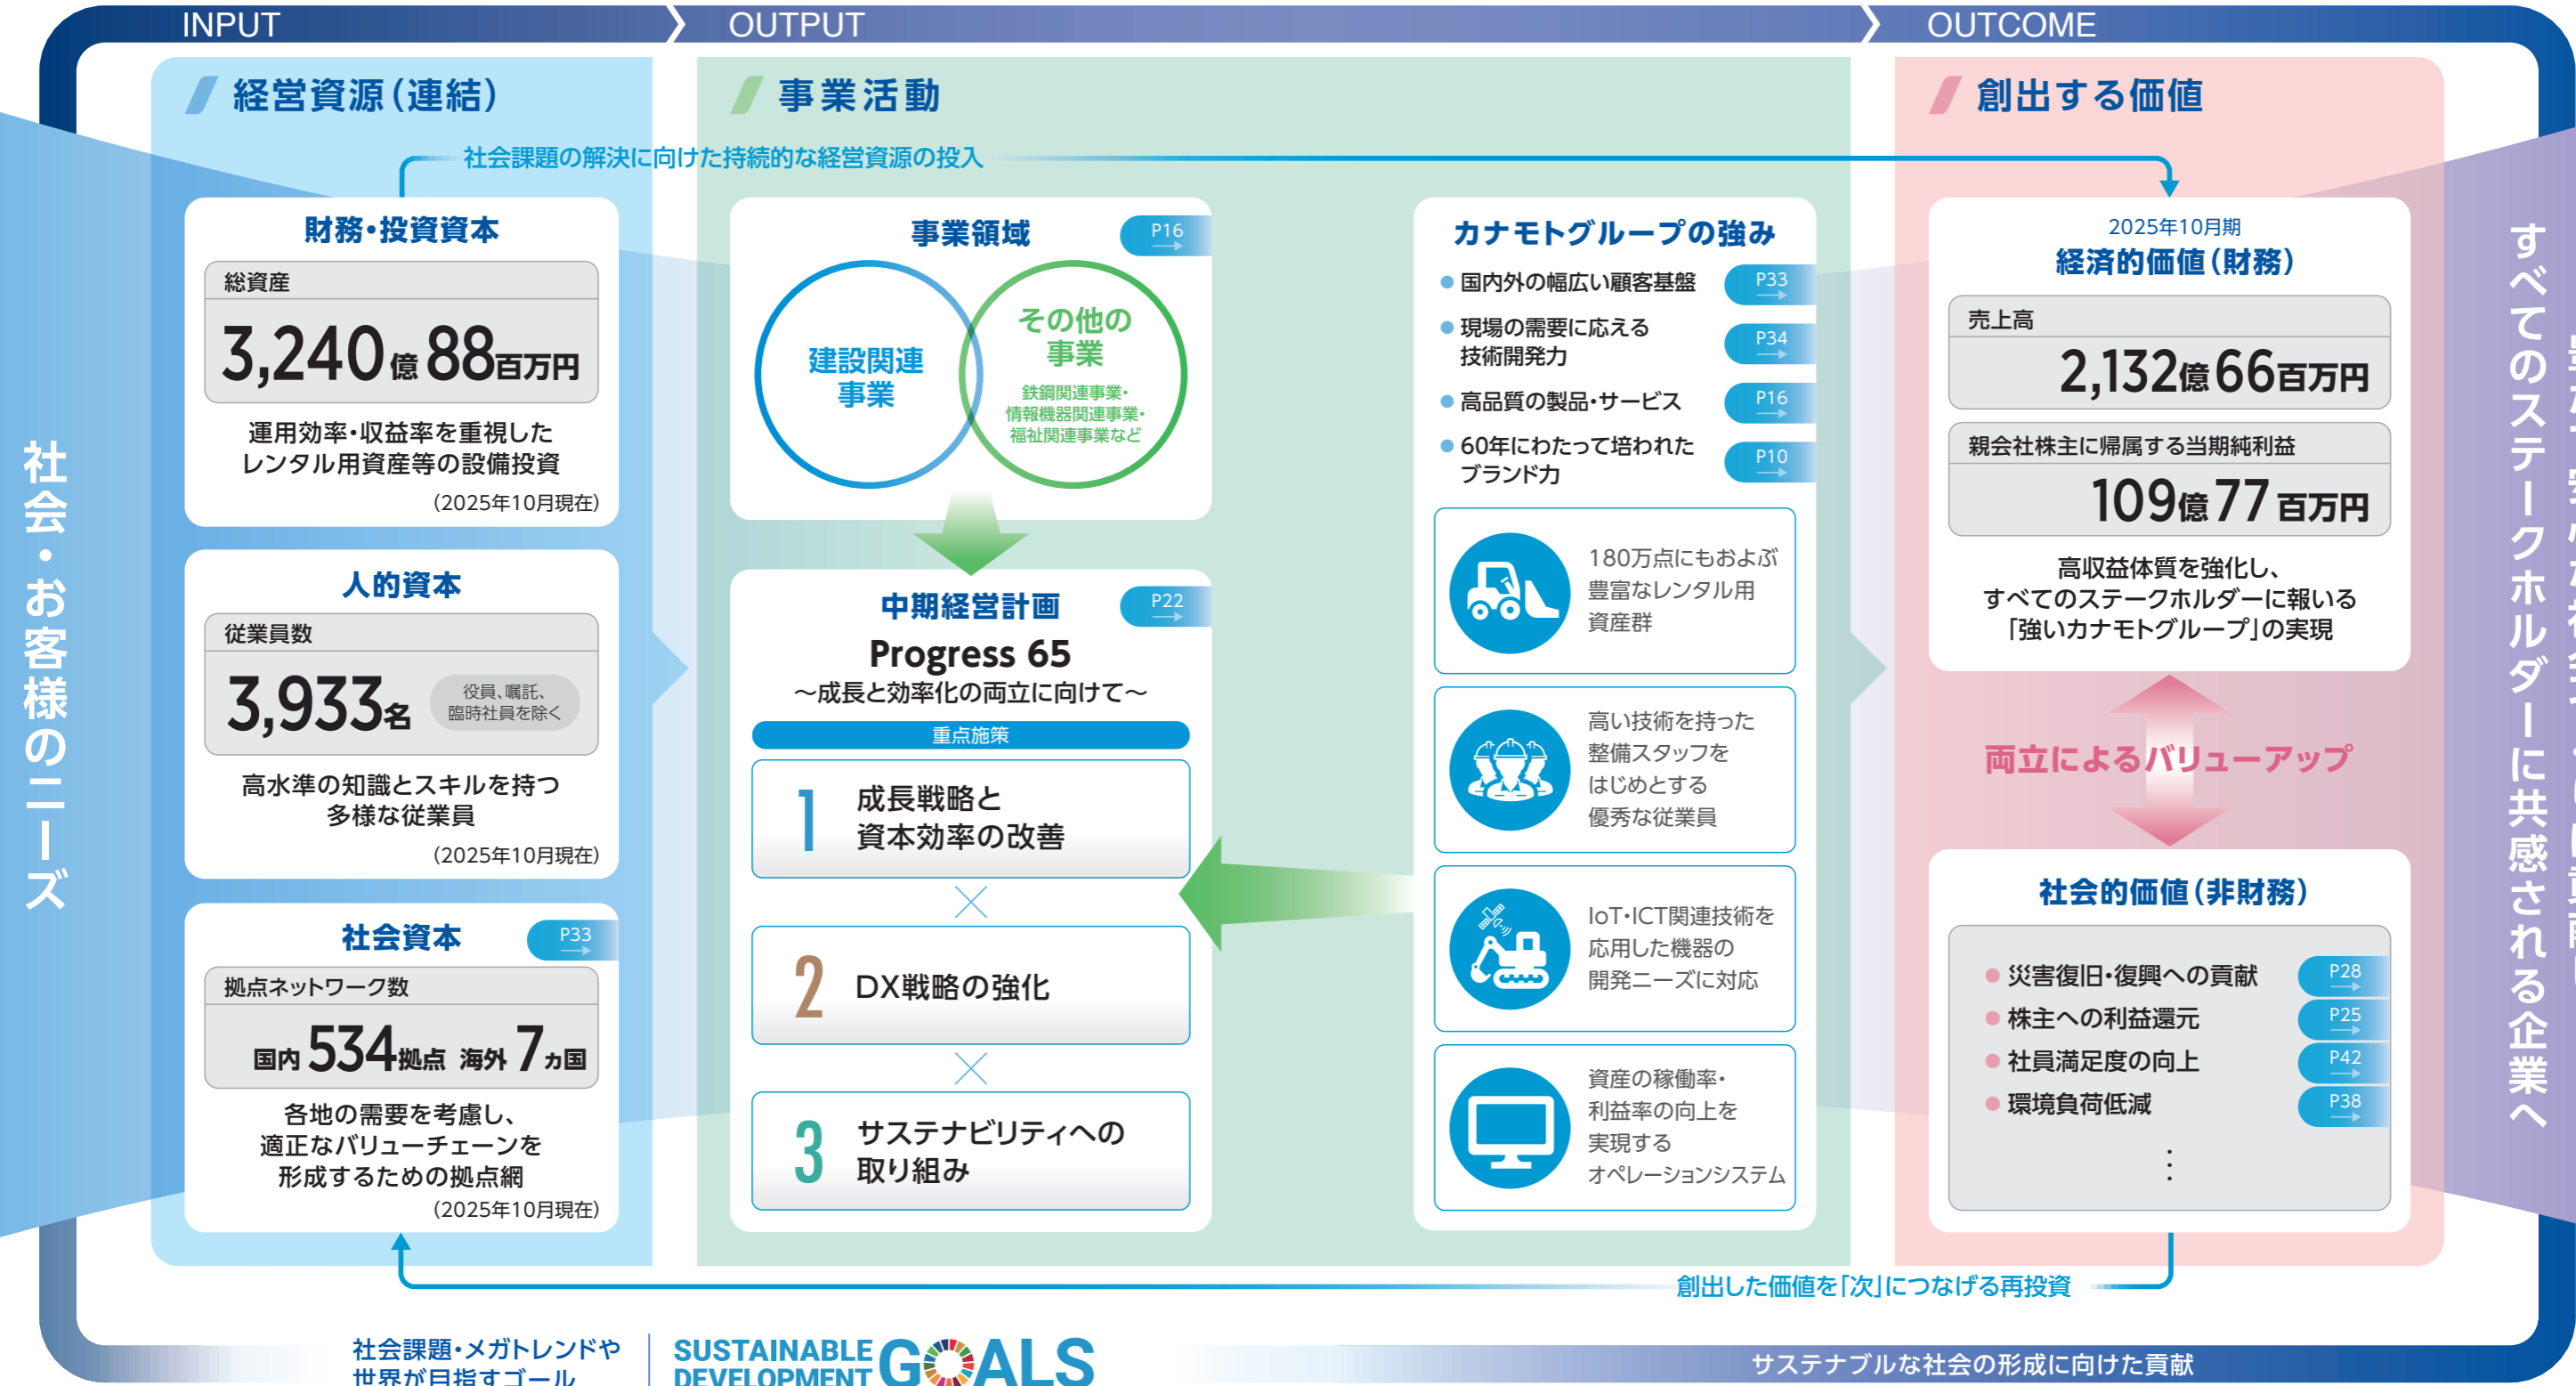 INPUT
OUTPUT
OUTCOME
社会・お客様のニーズ
経営資源（連結）
社会課題の解決に向けた持続的な経営資源の投入
財務・投資資本
総資産
3,240億88百万円
運用効率・収益率を重視した
レンタル用資産等の設備投資
（2025年10月現在）
人的資本
従業員数
3,933名
役員、嘱託、
臨時社員を除く
高水準の知識とスキルを持つ
多様な従業員
（2025年10月現在）
社会資本
P33
拠点ネットワーク数
国内534拠点 海外7ヵ国
各地の需要を考慮し、
適正なバリューチェーンを
形成するための拠点網
（2025年10月現在）
事業活動
事業領域
P16
建設関連
事業
その他の
事業
鉄鋼関連事業・
情報機器関連事業・
福祉関連事業など
中期経営計画
P22
Progress 65
～成長と効率化の両立に向けて～
重点施策
1
成長戦略と
資本効率の改善
2
DX戦略の強化
3
サステナビリティへの
取り組み
カナモトグループの強み
● 国内外の幅広い顧客基盤
P33
● 現場の需要に応える
技術開発力
P34
● 高品質の製品・サービス
P16
● 60年にわたって培われた
ブランド力
P10
180万点にもおよぶ
豊富なレンタル用
資産群
高い技術を持った
整備スタッフを
はじめとする
優秀な従業員
IoT・ICT関連技術を
応用した機器の
開発ニーズに対応
資産の稼働率・
利益率の向上を
実現する
オペレーションシステム
創出する価値
2025年10月期
経済的価値（財務）
売上高
2,132億66百万円
親会社株主に帰属する当期純利益
109億77百万円
高収益体質を強化し、
すべてのステークホルダーに報いる
「強いカナモトグループ」の実現
両立によるバリューアップ
社会的価値（非財務）
● 災害復旧・復興への貢献
P28
● 株主への利益還元
P25
● 社員満足度の向上
P42
● 環境負荷低減
P38
すべてのステークホルダーに共感される企業へ
創出した価値を「次」につなげる再投資
社会課題・メガトレンドや
世界が目指すゴール
SUSTAINABLE
DEVELOPMENT
GOALS
サステナブルな社会の形成に向けた貢献